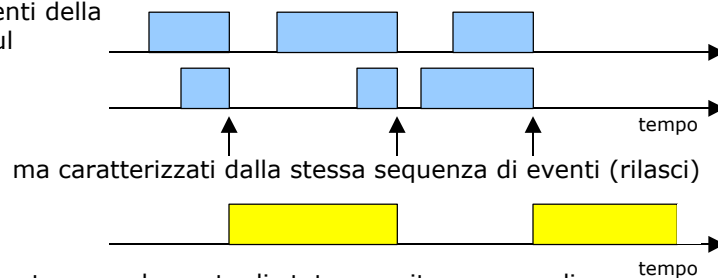 enti della
ul
tempo
ma caratterizzati dalla stessa sequenza di eventi (rilasci)
tempo